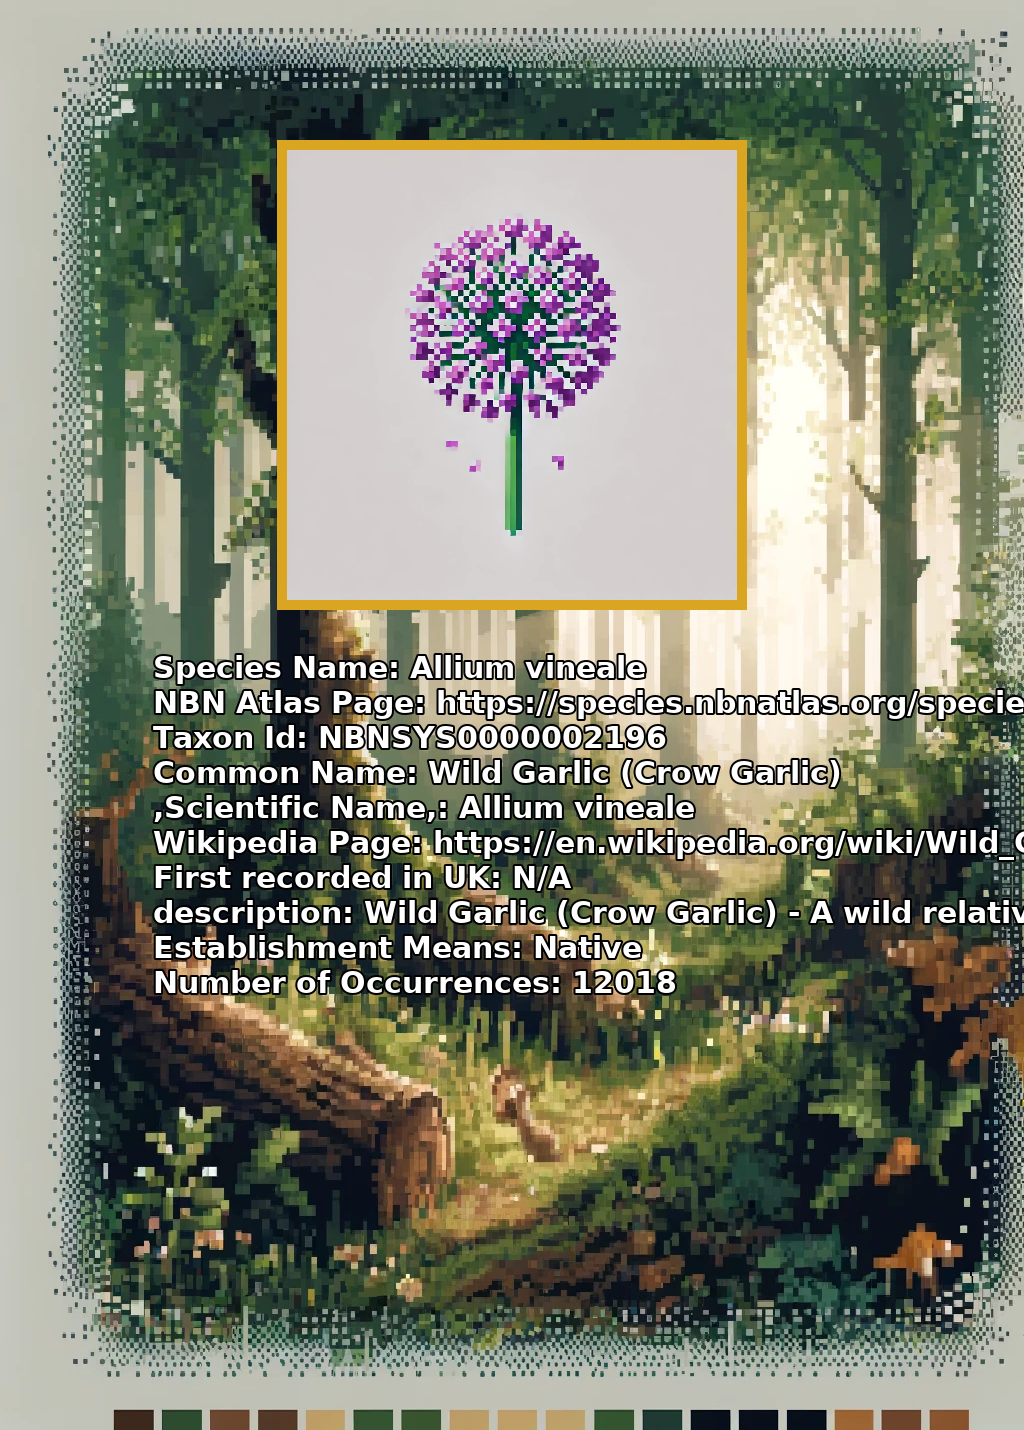 Species Name: Allium vineale
NBN Atlas Page: https://species.nbnatlas.org/specie
Taxon Id: NBNSYS0000002196
Common Name: Wild Garlic (Crow Garlic)
,Scientific Name,: Allium vineale
Wikipedia Page: https://en.wikipedia.org/wiki/Wild_
First recorded in UK: N/A
description: Wild Garlic (Crow Garlic) - A wild relativ
Establishment Means: Native
Number of Occurrences: 12018